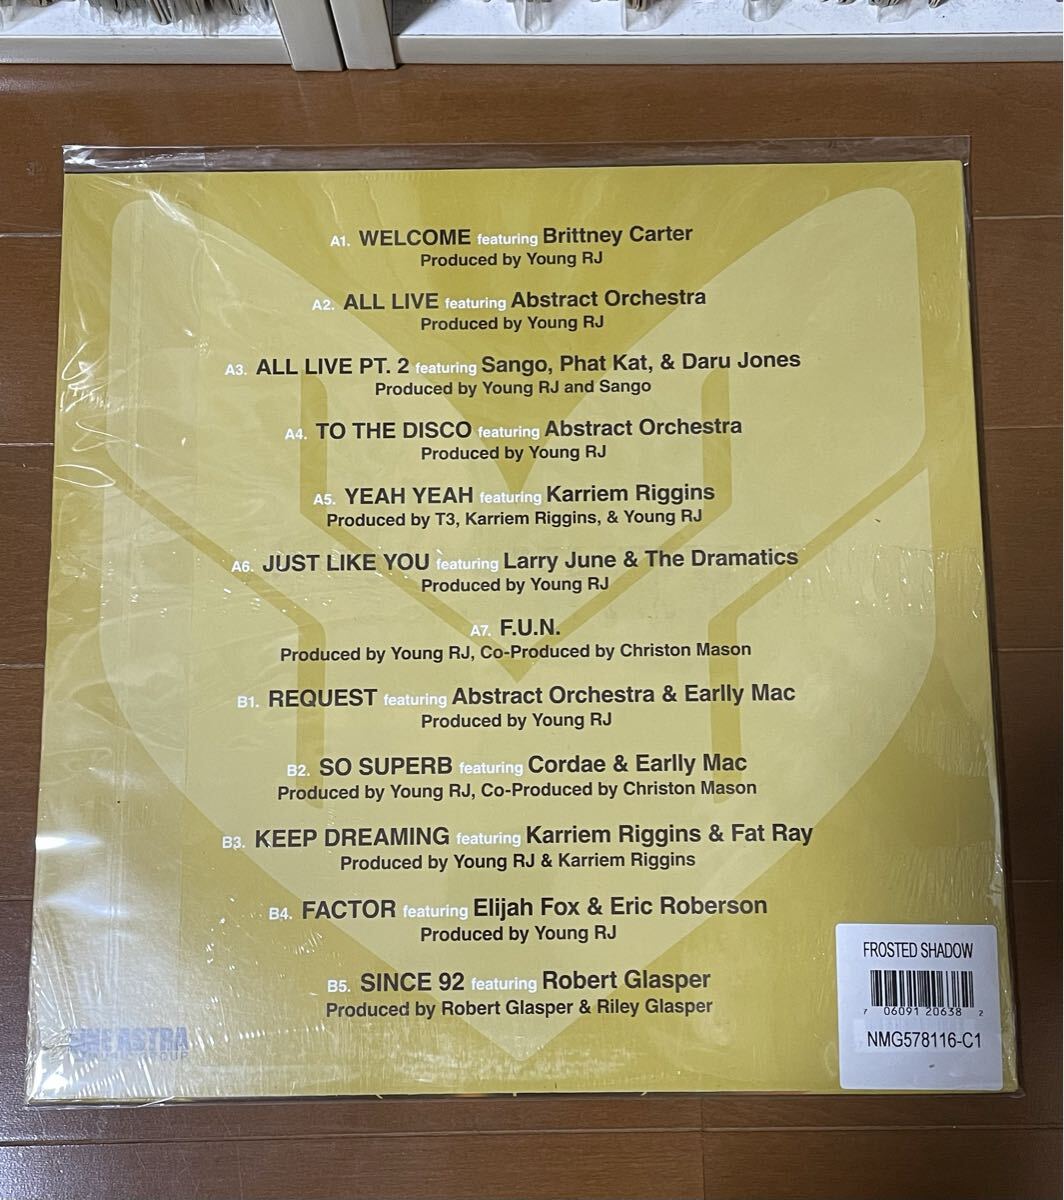 A1. WELCOME featuring Brittney Carter
Produced by Young RJ
A2. ALL LIVE featuring Abstract Orchestra
Produced by Young RJ
A3. ALL LIVE PT. 2 featuring Sango, Phat Kat, & Daru Jones
Produced by Young RJ and Sango
A4. TO THE DISCO featuring Abstract Orchestra
Produced by Young RJ
A5. YEAH YEAH featuring Karriem Riggins
Produced by T3, Karriem Riggins, & Young RJ
A6. JUST LIKE YOU featuring Larry June & The Dramatics
Produced by Young RJ
A7. F.U.N.
Produced by Young RJ, Co-Produced by Christon Mason
B1. REQUEST featuring Abstract Orchestra & Earlly Mac
Produced by Young RJ
B2. SO SUPERB featuring Cordae & Earlly Mac
Produced by Young RJ, Co-Produced by Christon Mason
B3. KEEP DREAMING featuring Karriem Riggins & Fat Ray
Produced by Young RJ & Karriem Riggins
B4. FACTOR featuring Elijah Fox & Eric Roberson
Produced by Young RJ
B5. SINCE 92 featuring Robert Glasper
Produced by Robert Glasper & Riley Glasper
ASTRA
GROUP
FROSTED SHADOW
7 06091 20638 2
NMG578116-C1